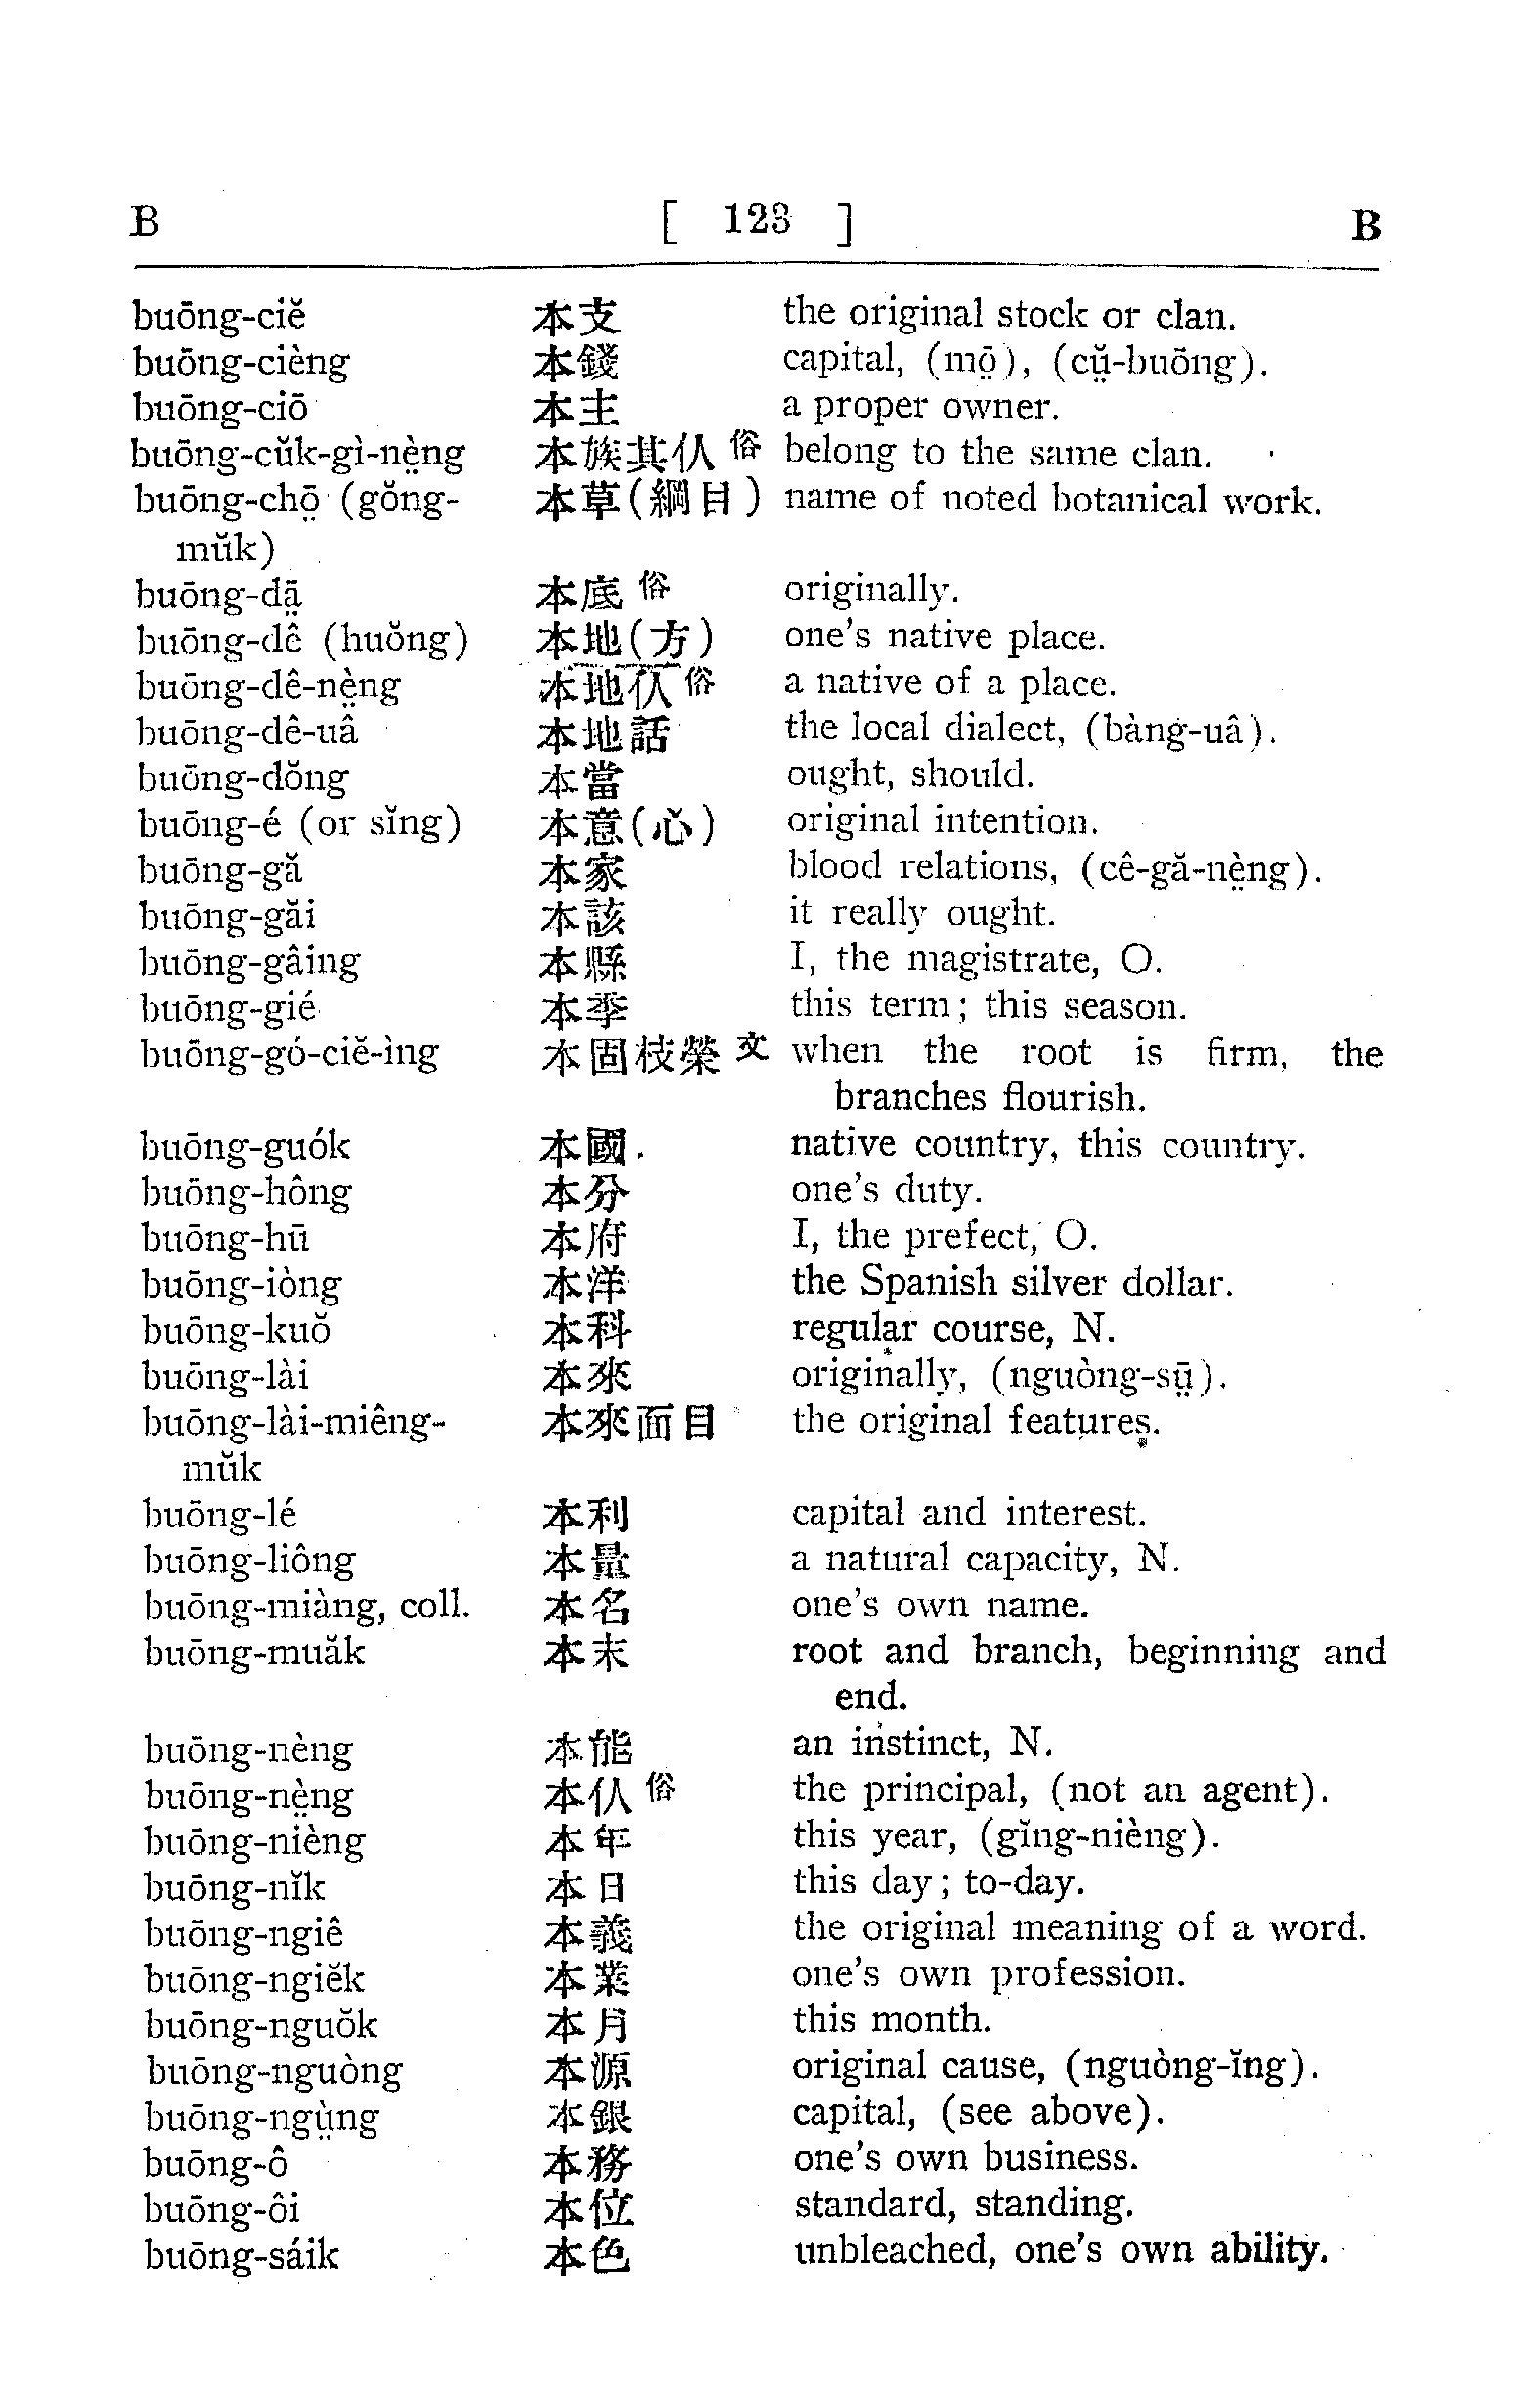 B [ 123 ] B
buōng-ciĕ 本支 the original stock or clan.
buōng-cièng 本錢 capital, (mō̤), (cṳ̆-buōng).
buōng-ciō 本主 a proper owner.
buōng-cŭk-gì-nè̤ng 本族其仈俗 belong to the same clan.
buōng-chō̤ (gŏng- 本草(綱目) name of noted botanical work.
mŭk)
buōng-dā̤ 本底俗 originally.
buōng-dê (huŏng) 本地(方) one's native place.
buōng-dê-nè̤ng 本地仈俗 a native of a place.
buōng-dê-uâ 本地話 the local dialect, (bàng-uâ).
buōng-dŏng 本當 ought, should.
buōng-é (or sĭng) 本意(心) original intention.
buōng-gă 本家 blood relations, (cê-gă-nè̤ng).
buōng-găi 本該 it really ought.
buōng-gâing 本縣 I, the magistrate, O.
buōng-gié 本季 this term; this season.
buōng-gó-ciĕ-ìng 本固枝榮文 when the root is firm, the
branches flourish.
buōng-guók 本國. native country, this country.
buōng-hông 本分 one's duty.
buōng-hū 本府 I, the prefect, O.
buōng-iòng 本洋 the Spanish silver dollar.
buōng-kuŏ 本科 regular course, N.
buōng-lài 本來 originally, (nguòng-sṳ̄).
buōng-lài-miêng- 本來面目 the original features.
mŭk
buōng-lé 本利 capital and interest.
buōng-liông 本量 a natural capacity, N.
buōng-miàng, coll. 本名 one's own name.
buōng-muăk 本末 root and branch, beginning and
end.
buōng-nèng 本能 an instinct, N.
buōng-nè̤ng 本仈俗 the principal, (not an agent).
buōng-nièng 本年 this year, (gĭng-nièng).
buōng-nĭk 本日 this day; to-day.
buōng-ngiê 本義 the original meaning of a word.
buōng-ngiĕk 本業 one's own profession.
buōng-nguŏk 本月 this month.
buōng-nguòng 本源 original cause, (nguòng-ĭng).
buōng-ngṳ̀ng 本銀 capital, (see above).
buōng-ô 本務 one's own business.
buōng-ôi 本位 standard, standing.
buōng-sáik 本色 unbleached, one's own ability.